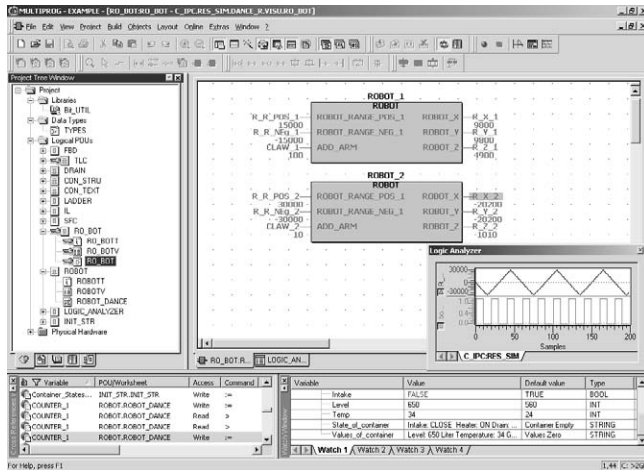 MULTIPROG - EXAMPLE - [RO_BOT:RO_BOT - C_IPC.RES_SIM.DANCE_R.VISU.RO_BOT]
File Edit View Project Build Objects Layout Online Extras Window ?
Project Tree Window
Project
Libraries
Bit_UTIL
Data Types
TYPES
Logical POUs
FBD
TLC
DRAIN
CON_STRU
CON_TEXT
LADDER
IL
SFC
RO_BOT
RO_BOTT
RO_BOTV
RO_BOT
ROBOT
ROBOTT
ROBOTV
ROBOT_DANCE
LOGIC_ANALYZER
INIT_STR
Physical Hardware
ROBOT_1
ROBOT
R_R_POS_1 ROBOT_RANGE_POS_1 ROBOT_X R_X_1
15000 9800
R_R_NEg_1 ROBOT_RANGE_NEG_1 ROBOT_Y R_Y_1
-15000 9800
CLAW_1 ADD_ARM ROBOT_Z R_Z_1
100 4900
ROBOT_2
ROBOT
R_R_POS_2 ROBOT_RANGE_POS_1 ROBOT_X R_X_2
30000 -20200
R_R_NEg_2 ROBOT_RANGE_NEG_1 ROBOT_Y R_Y_2
-30000 -20200
CLAW_2 ADD_ARM ROBOT_Z R_Z_2
10 1010
Logic Analyzer
30000
-30000
1.0
0.0
0 50 100 150 200
Samples
C_IPC:RES_SIM
RO_BOT:R... LOGIC_AN...
Variable POU/Worksheet Access Command
Container_States... INIT_STR.INIT_STR Write :=
COUNTER_1 ROBOT.ROBOT_DANCE Write :=
COUNTER_1 ROBOT.ROBOT_DANCE Read >
COUNTER_1 ROBOT.ROBOT_DANCE Read >
COUNTER_1 ROBOT.ROBOT_DANCE Write :=
Variable Value Default value Type
Intake FALSE TRUE BOOL
Level 650 560 INT
Temp 34 24 INT
State_of_container Intake: CLOSE Heater: ON Drain: ... Container Empty STRING
Values_of_container Level: 650 Liter Temperature: 34 G... Values Zero STRING
Watch 1 Watch 2 Watch 3 Watch 4
For Help, press F1